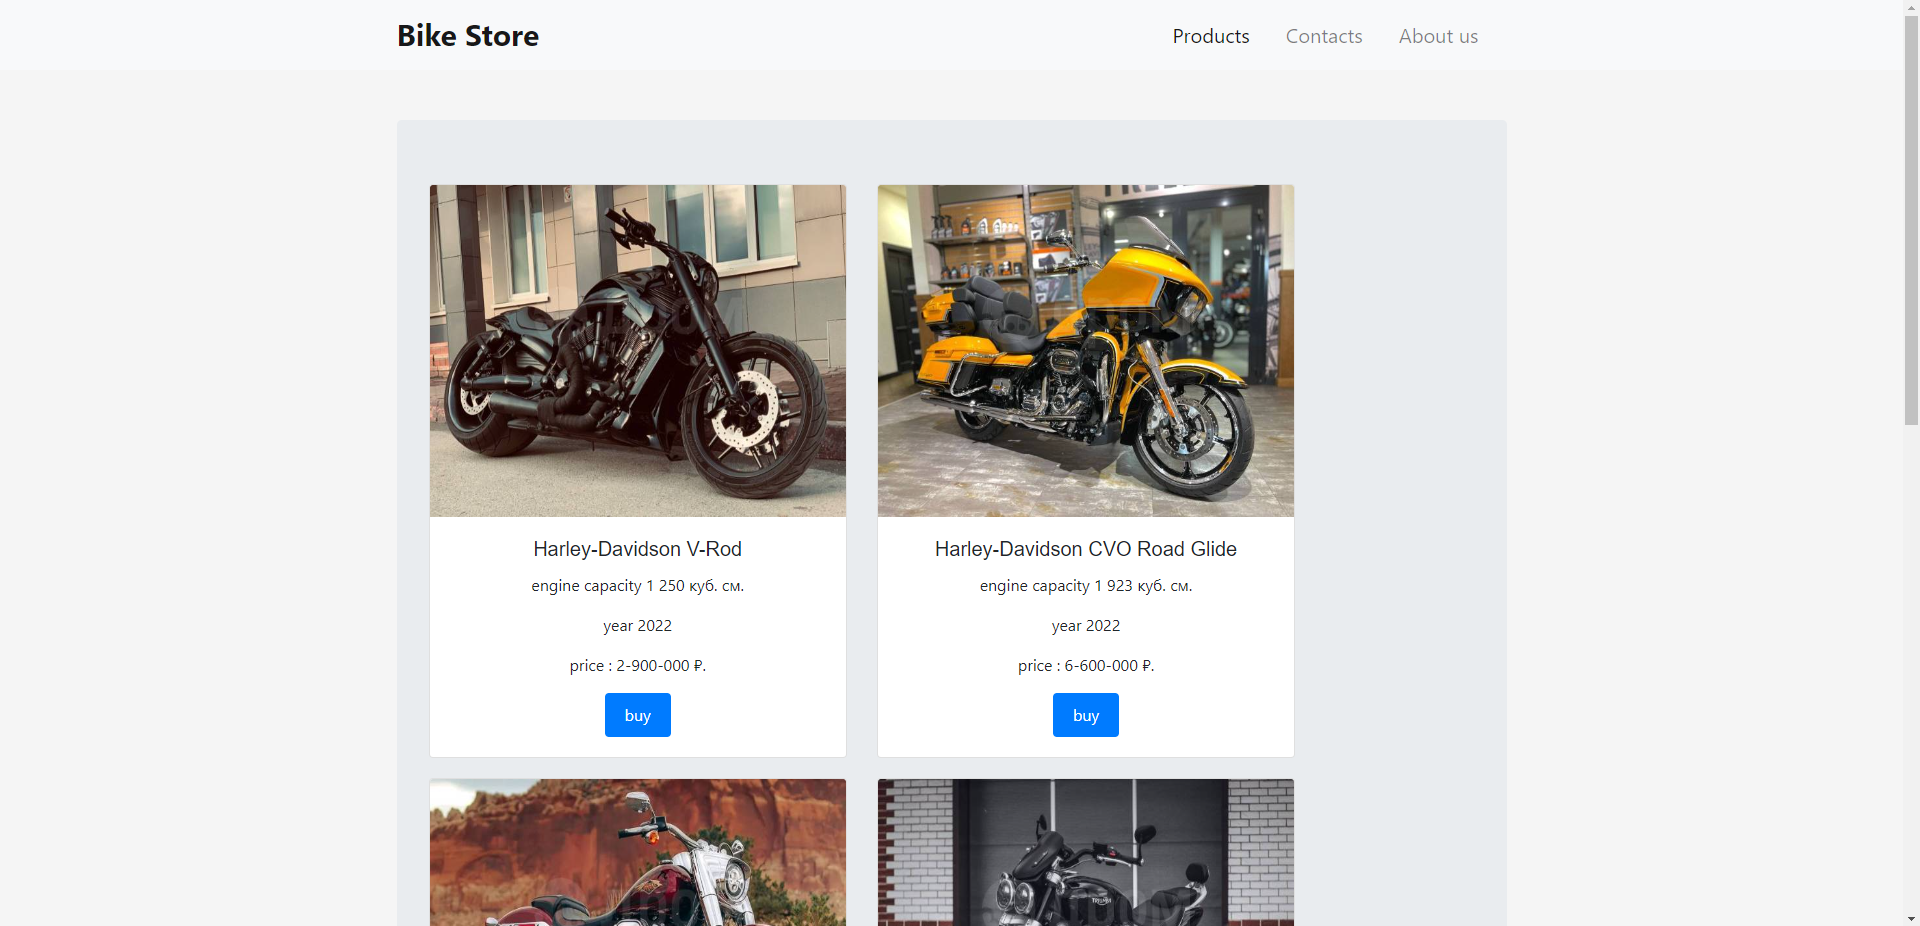 Bike Store
Products Contacts About us
Harley-Davidson V-Rod
engine capacity 1 250 куб. см.
year 2022
price : 2-900-000 ₽.
buy
Harley-Davidson CVO Road Glide
engine capacity 1 923 куб. см.
year 2022
price : 6-600-000 ₽.
buy
TRIUMPH